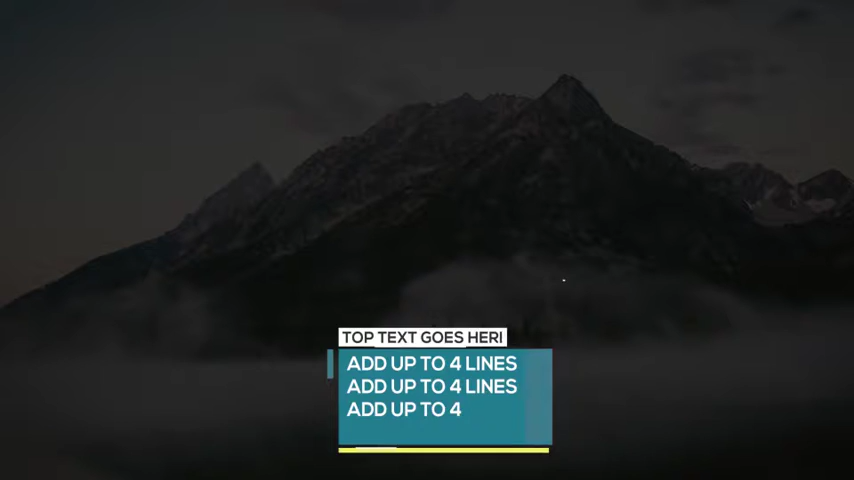 TOP TEXT GOES HERI
ADD UP TO 4 LINES
ADD UP TO 4 LINES
ADD UP TO 4